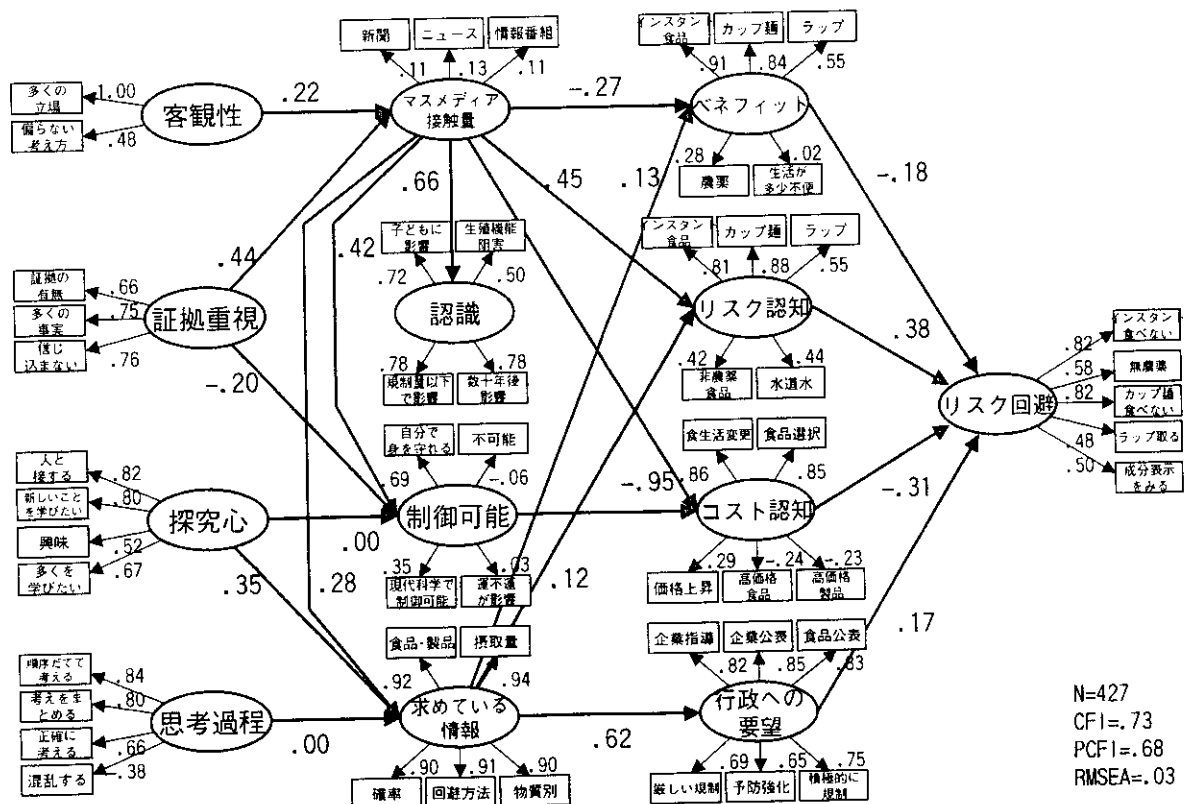 新聞
ニュース
情報番組
.11
.13
.11
インスタント
食品
カップ麺
ラップ
.91
.84
.55
多くの
立場
1.00
偏らない
考え方
.48
客観性
.22
マスメディア
接触量
-.27
ベネフィット
.28
.02
農薬
生活が
多少不便
.13
-.18
.66
.45
.42
.44
子どもに
影響
生殖機能
阻害
.72
.50
認識
.78
.78
規制量以下
で影響
数十年後
影響
インスタント
食品
カップ麺
ラップ
.81
.88
.55
リスク認知
.42
.44
非農薬
食品
水道水
.38
証拠の
有無
.66
多くの
事実
.75
信じ
込まない
.76
証拠重視
-.20
インスタント
食べない
.82
無農薬
.58
カップ麺
食べない
.82
ラップ取る
.48
成分表示
をみる
.50
リスク回避
自分で
身を守れる
不可能
.69
-.06
制御可能
.35
.03
現代科学で
制御可能
運不運
が影響
食生活変更
食品選択
.86
.85
-.95
コスト認知
-.31
.29
-.24
-.23
価格上昇
高価格
食品
高価格
製品
人と
接する
.82
新しいこと
を学びたい
.80
興味
.52
多くを
学びたい
.67
探究心
.00
.35
.28
.12
.17
食品・製品
摂取量
.92
.94
求めている
情報
.90
.91
.90
確率
回避方法
物質別
.62
企業指導
企業公表
食品公表
.82
.85
.83
行政への
要望
.69
.65
.75
厳しい規制
予防強化
積極的に
規制
順序だてて
考える
.84
考えをま
とめる
.80
正確に
考える
.66
混乱する
-.38
思考過程
.00
N=427
CFI=.73
PCFI=.68
RMSEA=.03